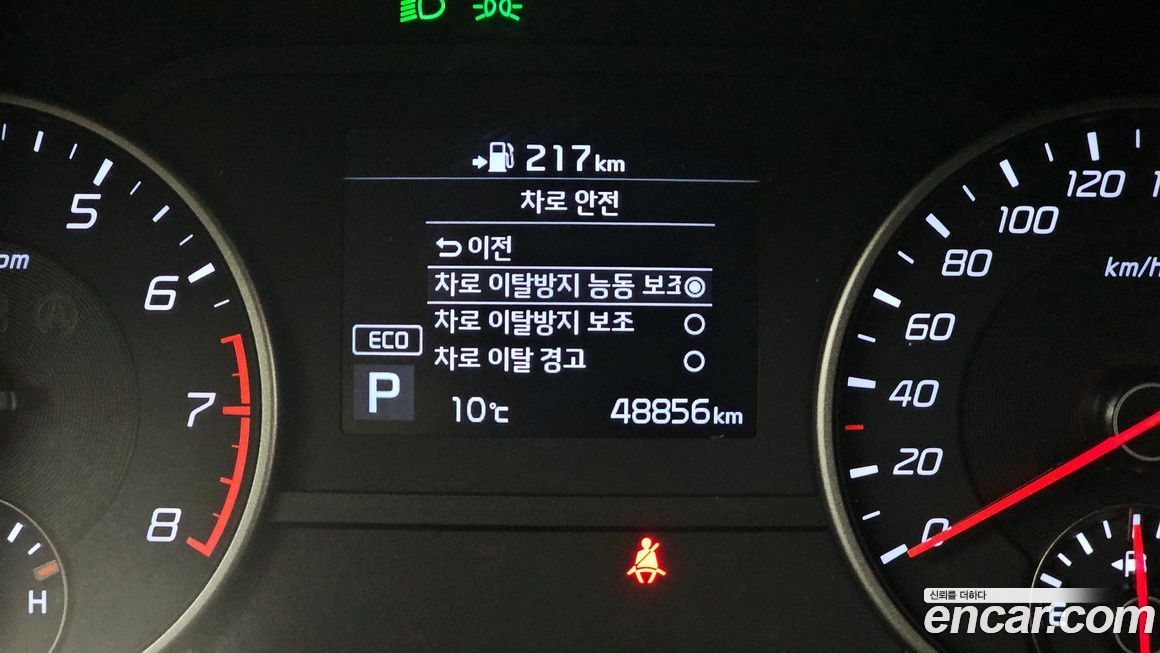 217km
차로 안전
이전
차로 이탈방지 능동 보조
차로 이탈방지 보조
차로 이탈 경고
ECO
P
10℃
48856km
5
6
7
8
H
120
100
80
60
40
20
0
km/h
E
신뢰를 더하다
encar.com